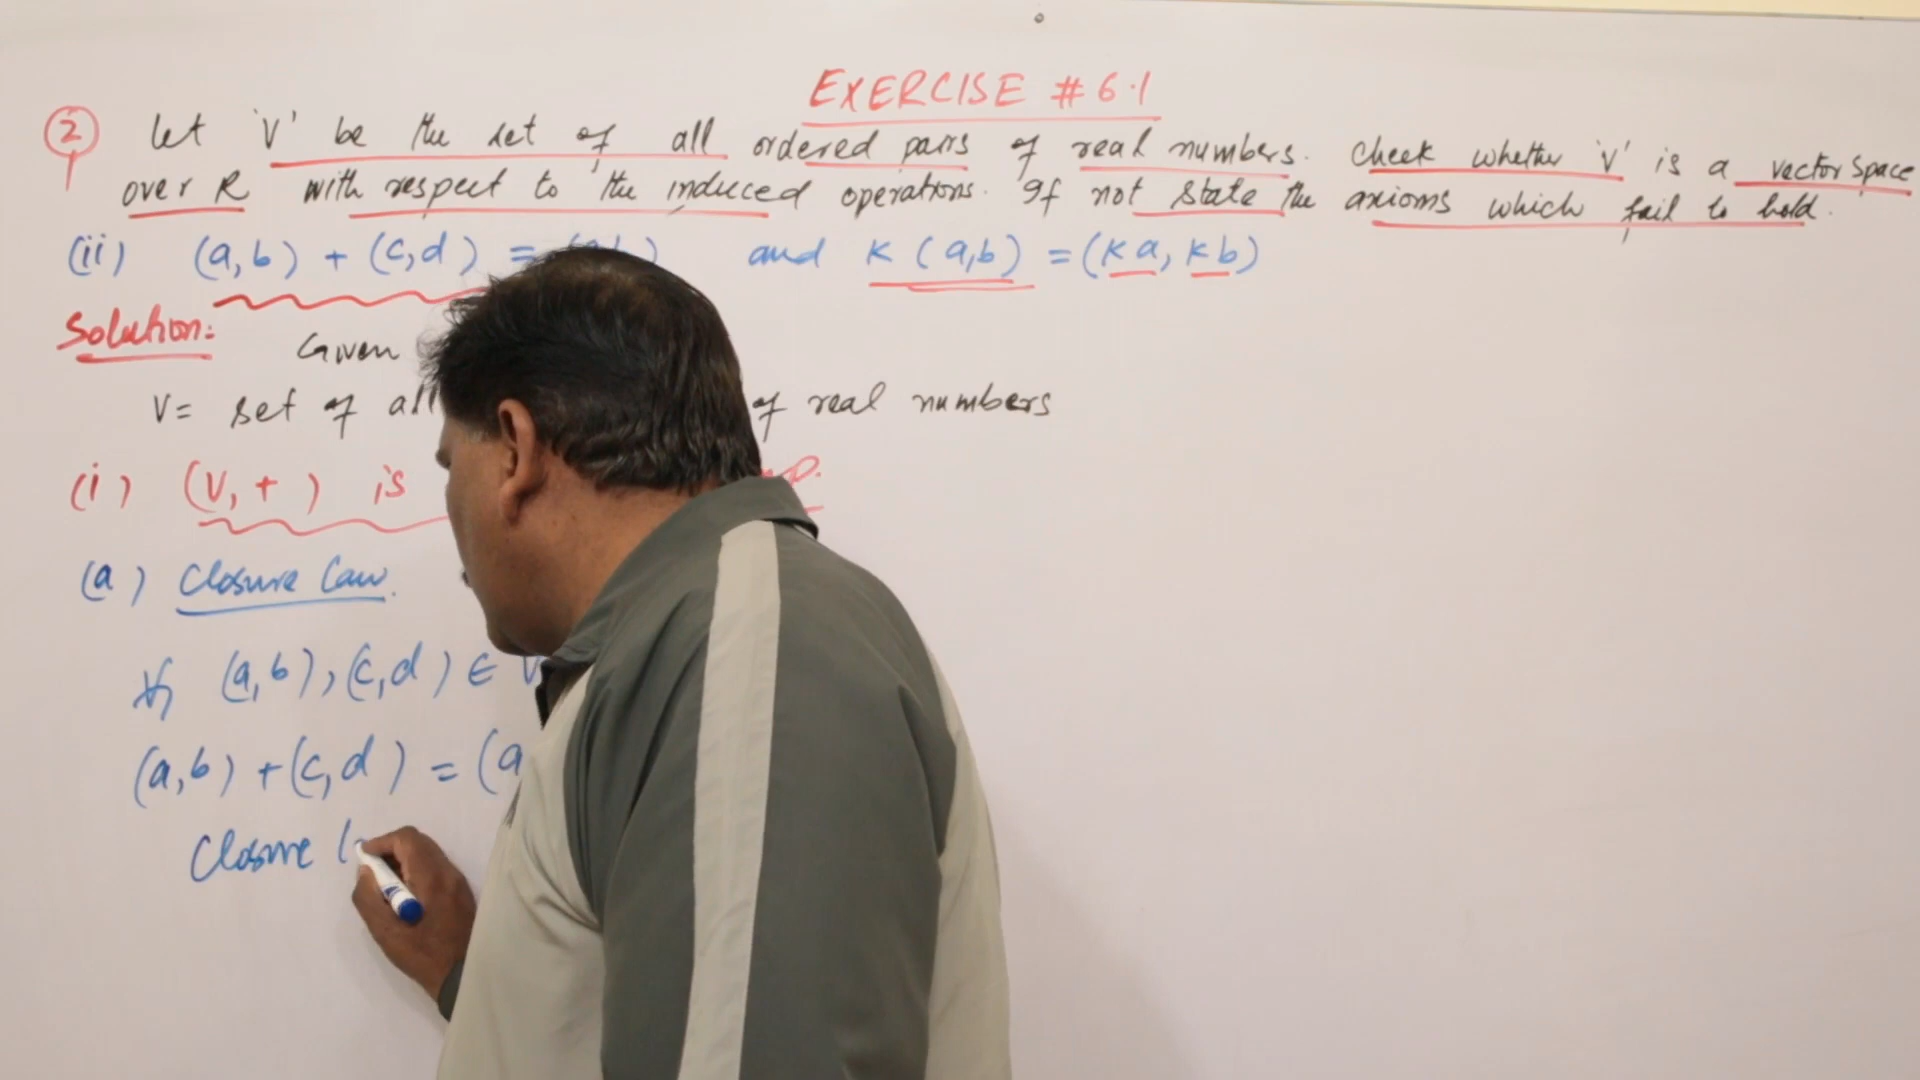 EXERCISE # 6.1
(2) Let 'V' be the set of all ordered pairs of real numbers. Check whether 'V' is a vector space
over R with respect to the induced operations. If not state the axioms which fail to hold.
(ii) (a,b) + (c,d) = and K (a,b) = (Ka, Kb)
Solution:
Given
V = set of all of real numbers
(i) (V, +) is
(a) Closure Law.
(a,b), (c,d) ∈ V
(a,b) + (c,d) = (a
Closure